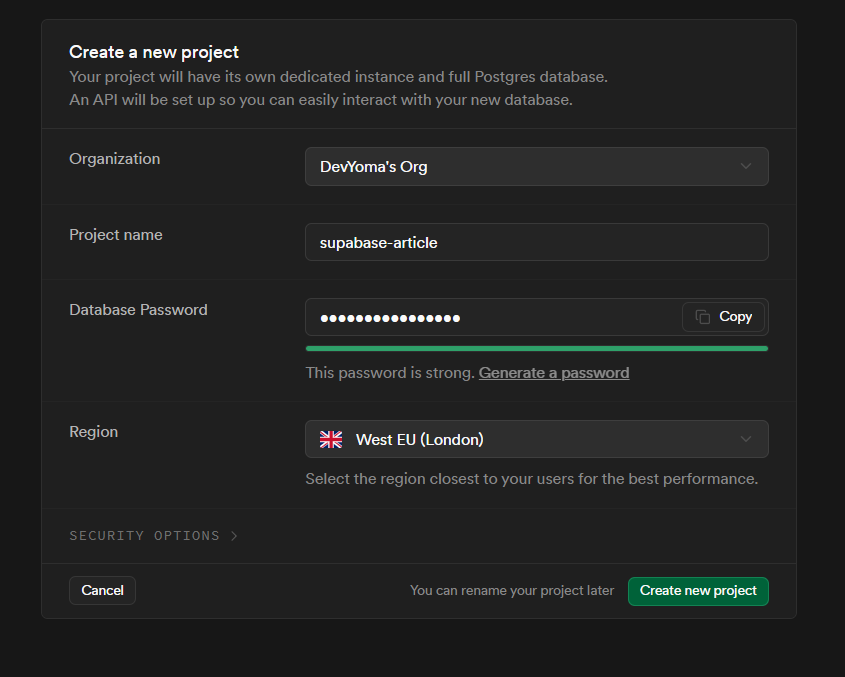 Create a new project
Your project will have its own dedicated instance and full Postgres database.
An API will be set up so you can easily interact with your new database.
Organization
DevYoma's Org
Project name
supabase-article
Database Password
●●●●●●●●●●●●●●●●
Copy
This password is strong. Generate a password
Region
West EU (London)
Select the region closest to your users for the best performance.
SECURITY OPTIONS
Cancel
You can rename your project later
Create new project